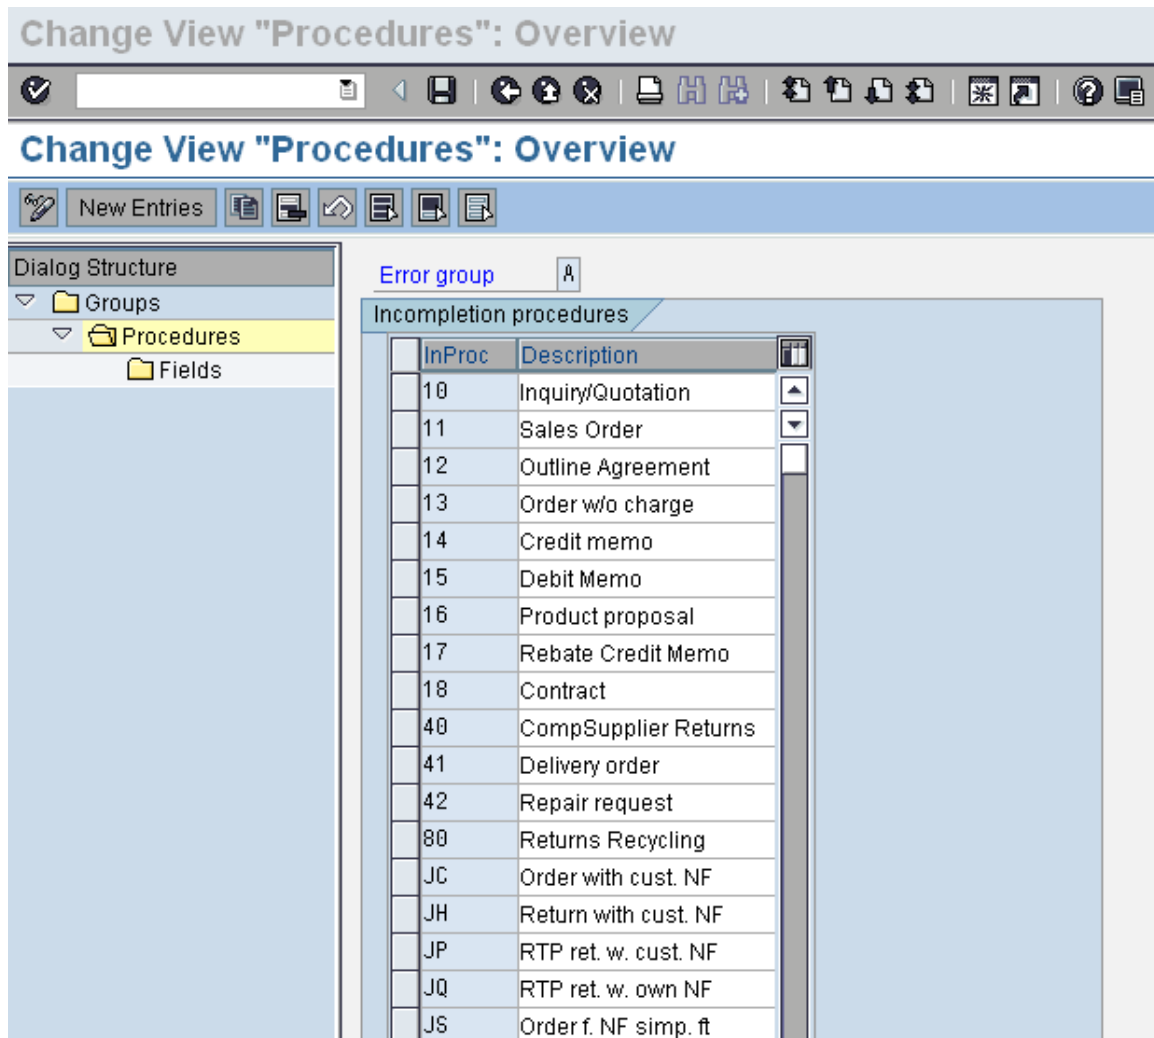 Change View "Procedures": Overview
Change View "Procedures": Overview
New Entries
Dialog Structure
Groups
Procedures
Fields
Error group A
Incompletion procedures
InProc Description
10 Inquiry/Quotation
11 Sales Order
12 Outline Agreement
13 Order w/o charge
14 Credit memo
15 Debit Memo
16 Product proposal
17 Rebate Credit Memo
18 Contract
40 CompSupplier Returns
41 Delivery order
42 Repair request
80 Returns Recycling
JC Order with cust. NF
JH Return with cust. NF
JP RTP ret. w. cust. NF
JQ RTP ret. w. own NF
JS Order f. NF simp. ft